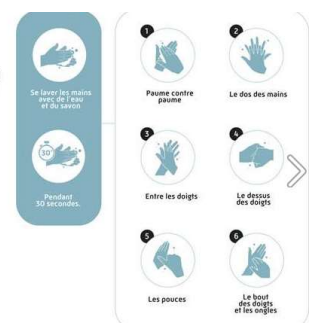 Se laver les mains
avec de l'eau
et du savon
30"
Pendant
30 secondes.
1
Paume contre
paume
2
Le dos des mains
3
Entre les doigts
4
Le dessus
des doigts
5
Les pouces
6
Le bout
des doigts
et les ongles